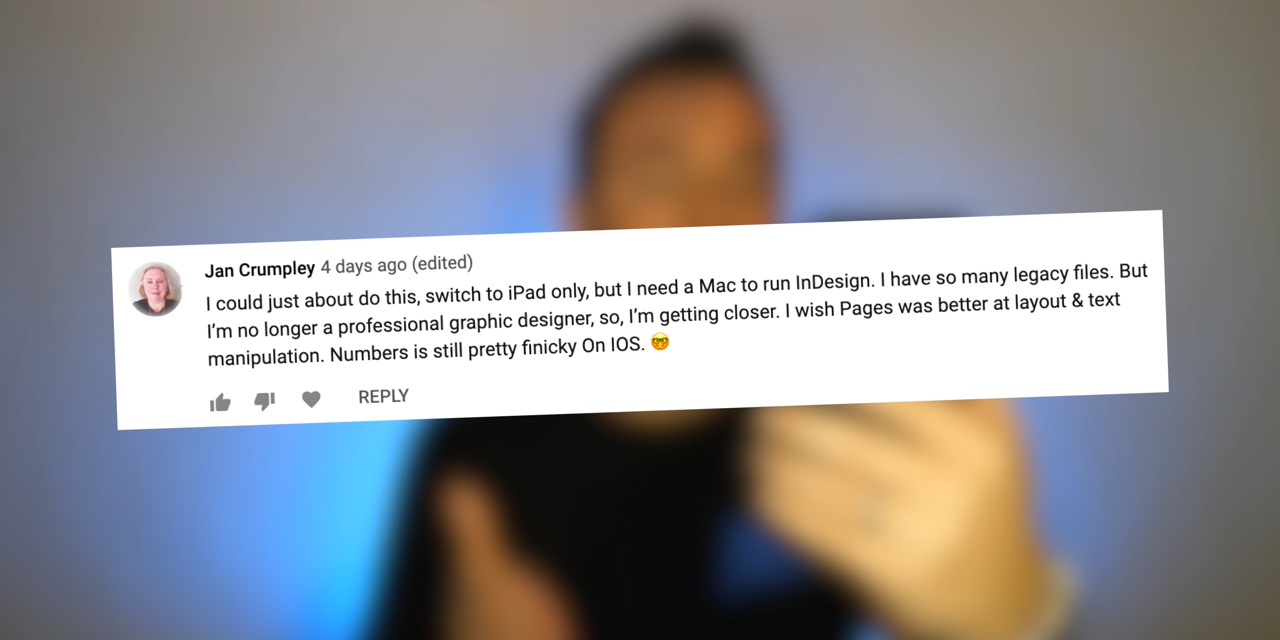 Jan Crumpley 4 days ago (edited)
I could just about do this, switch to iPad only, but I need a Mac to run InDesign. I have so many legacy files. But
I’m no longer a professional graphic designer, so, I’m getting closer. I wish Pages was better at layout & text
manipulation. Numbers is still pretty finicky On IOS. 🤓
REPLY